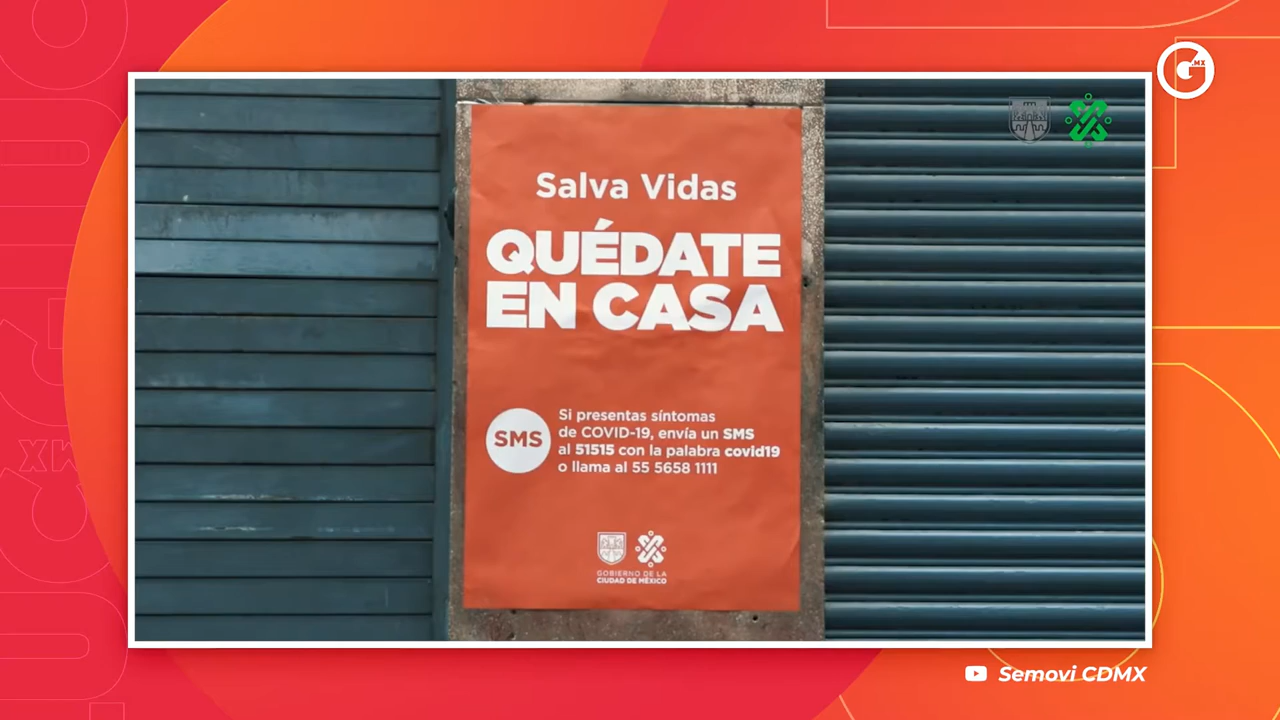 G.MX
Salva Vidas
QUÉDATE
EN CASA
SMS
Si presentas síntomas
de COVID-19, envía un SMS
al 51515 con la palabra covid19
o llama al 55 5658 1111
GOBIERNO DE LA
CIUDAD DE MÉXICO
Semovi CDMX